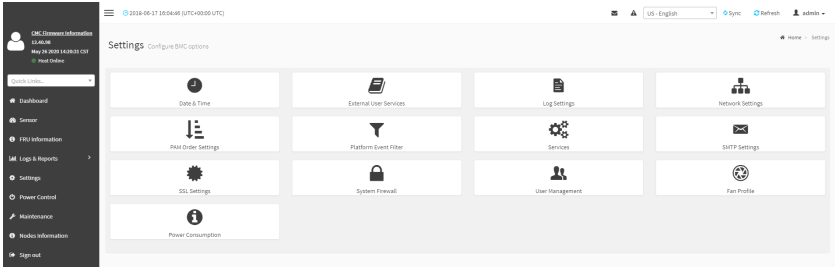 2018-06-17 16:04:46 (UTC+00:00 UTC)
US - English
Sync
Refresh
admin
CMC Firmware Information
12.40.98
May 26 2020 14:20:21 CST
Host Online
Quick Links...
Dashboard
Sensor
FRU Information
Logs & Reports
Settings
Power Control
Maintenance
Nodes Information
Sign out
Settings Configure BMC options
Home - Settings
Date & Time
External User Services
Log Settings
Network Settings
PAM Order Settings
Platform Event Filter
Services
SMTP Settings
SSL Settings
System Firewall
User Management
Fan Profile
Power Consumption